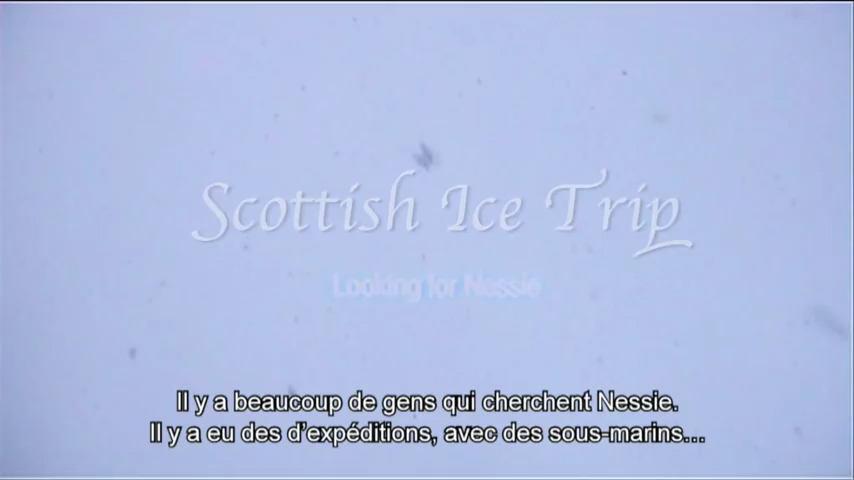 Scottish Ice Trip
Looking for Nessie
Il y a beaucoup de gens qui cherchent Nessie.
Il y a eu des d'expéditions, avec des sous-marins...